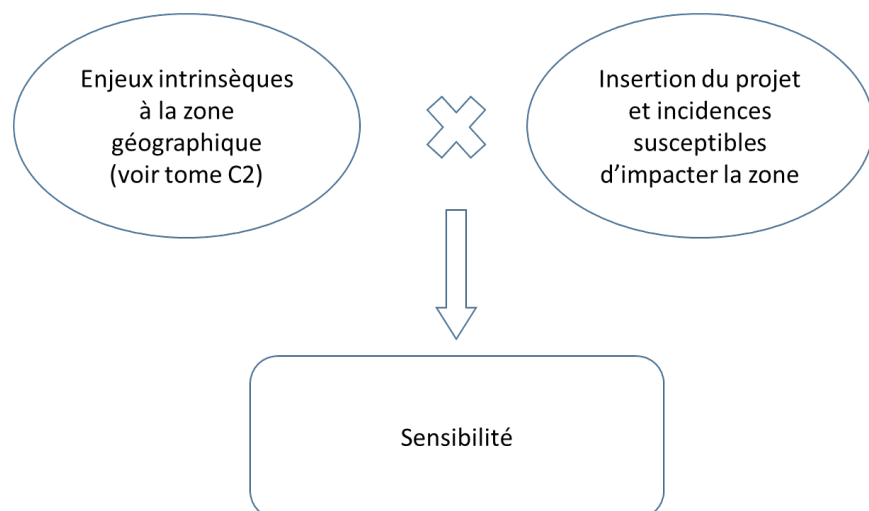 Enjeux intrinsèques
à la zone
géographique
(voir tome C2)
Insertion du projet
et incidences
susceptibles
d’impacter la zone
Sensibilité